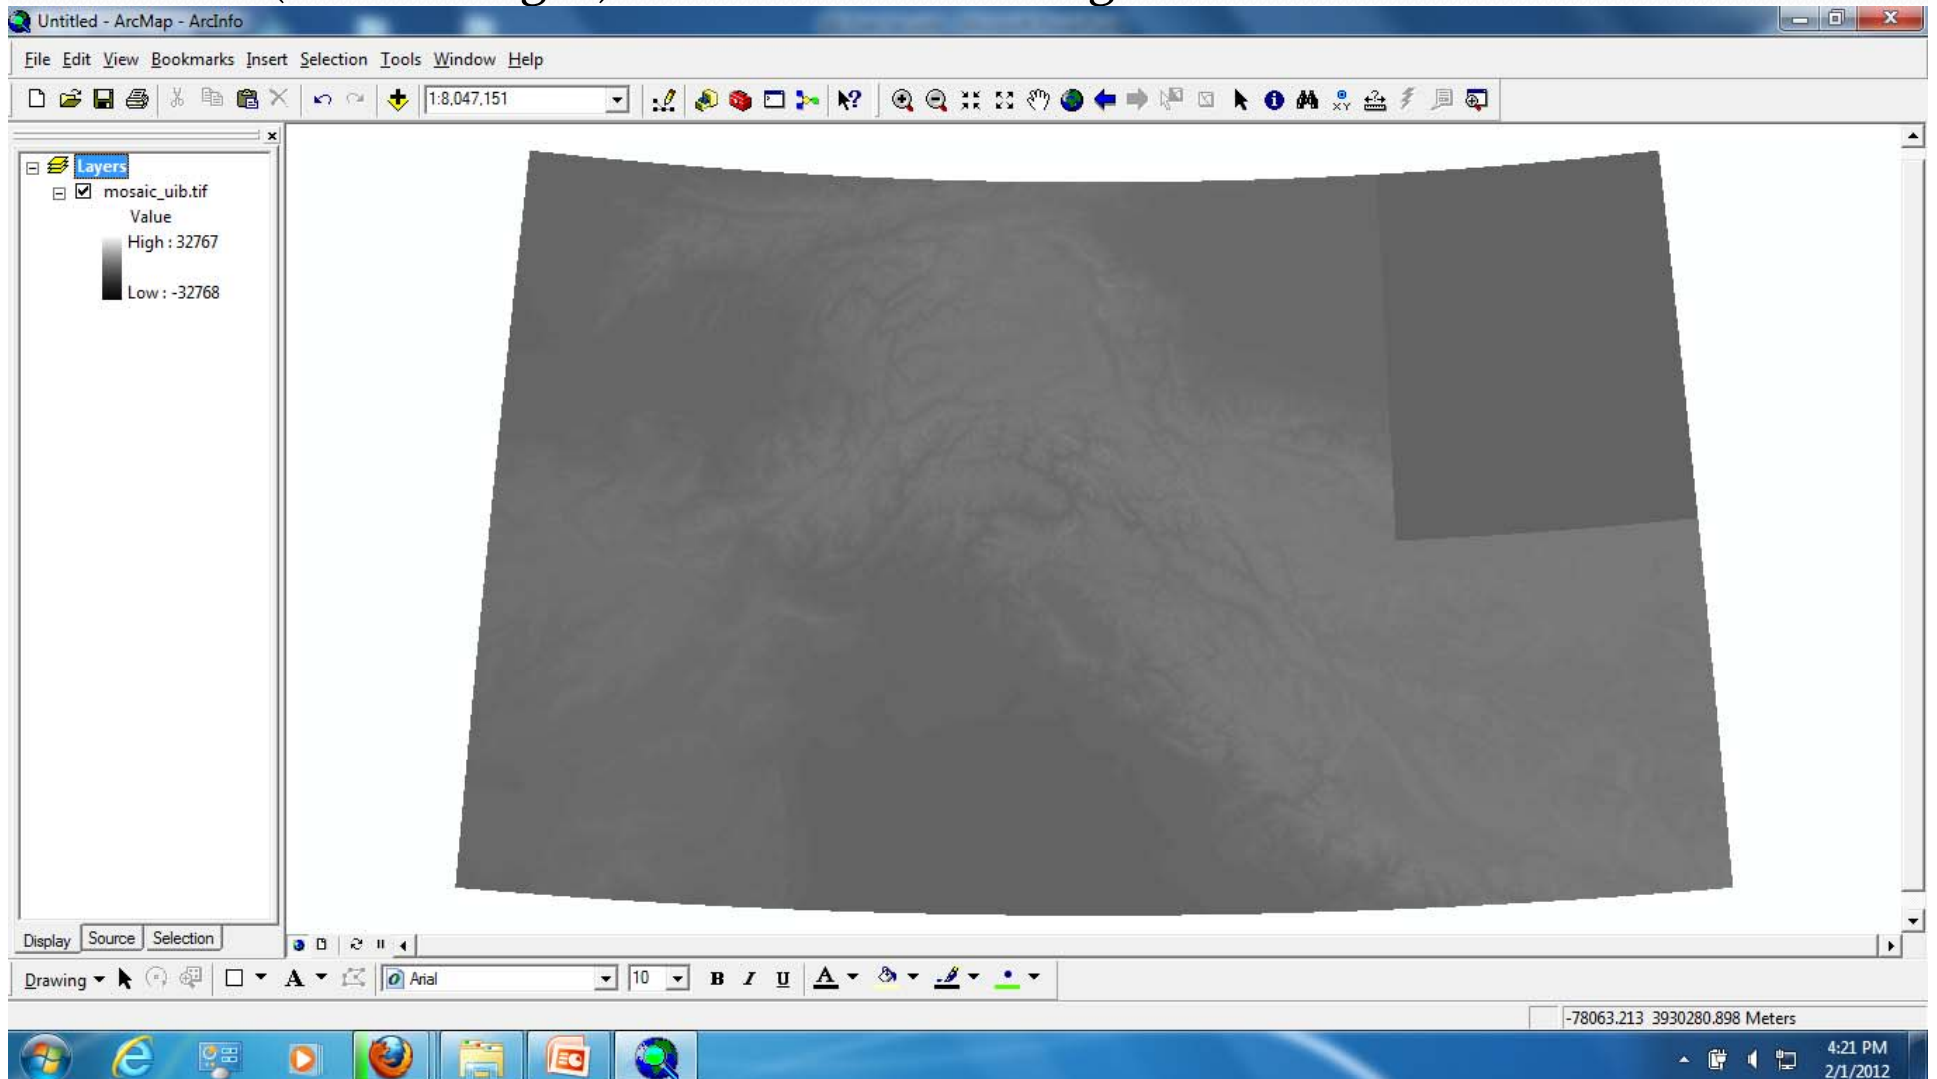 Untitled - ArcMap - ArcInfo
File Edit View Bookmarks Insert Selection Tools Window Help
1:8,047,151
Layers
mosaic_uib.tif
Value
High : 32767
Low : -32768
Display Source Selection
Drawing A Arial 10 B I U A
-78063.213 3930280.898 Meters
4:21 PM
2/1/2012